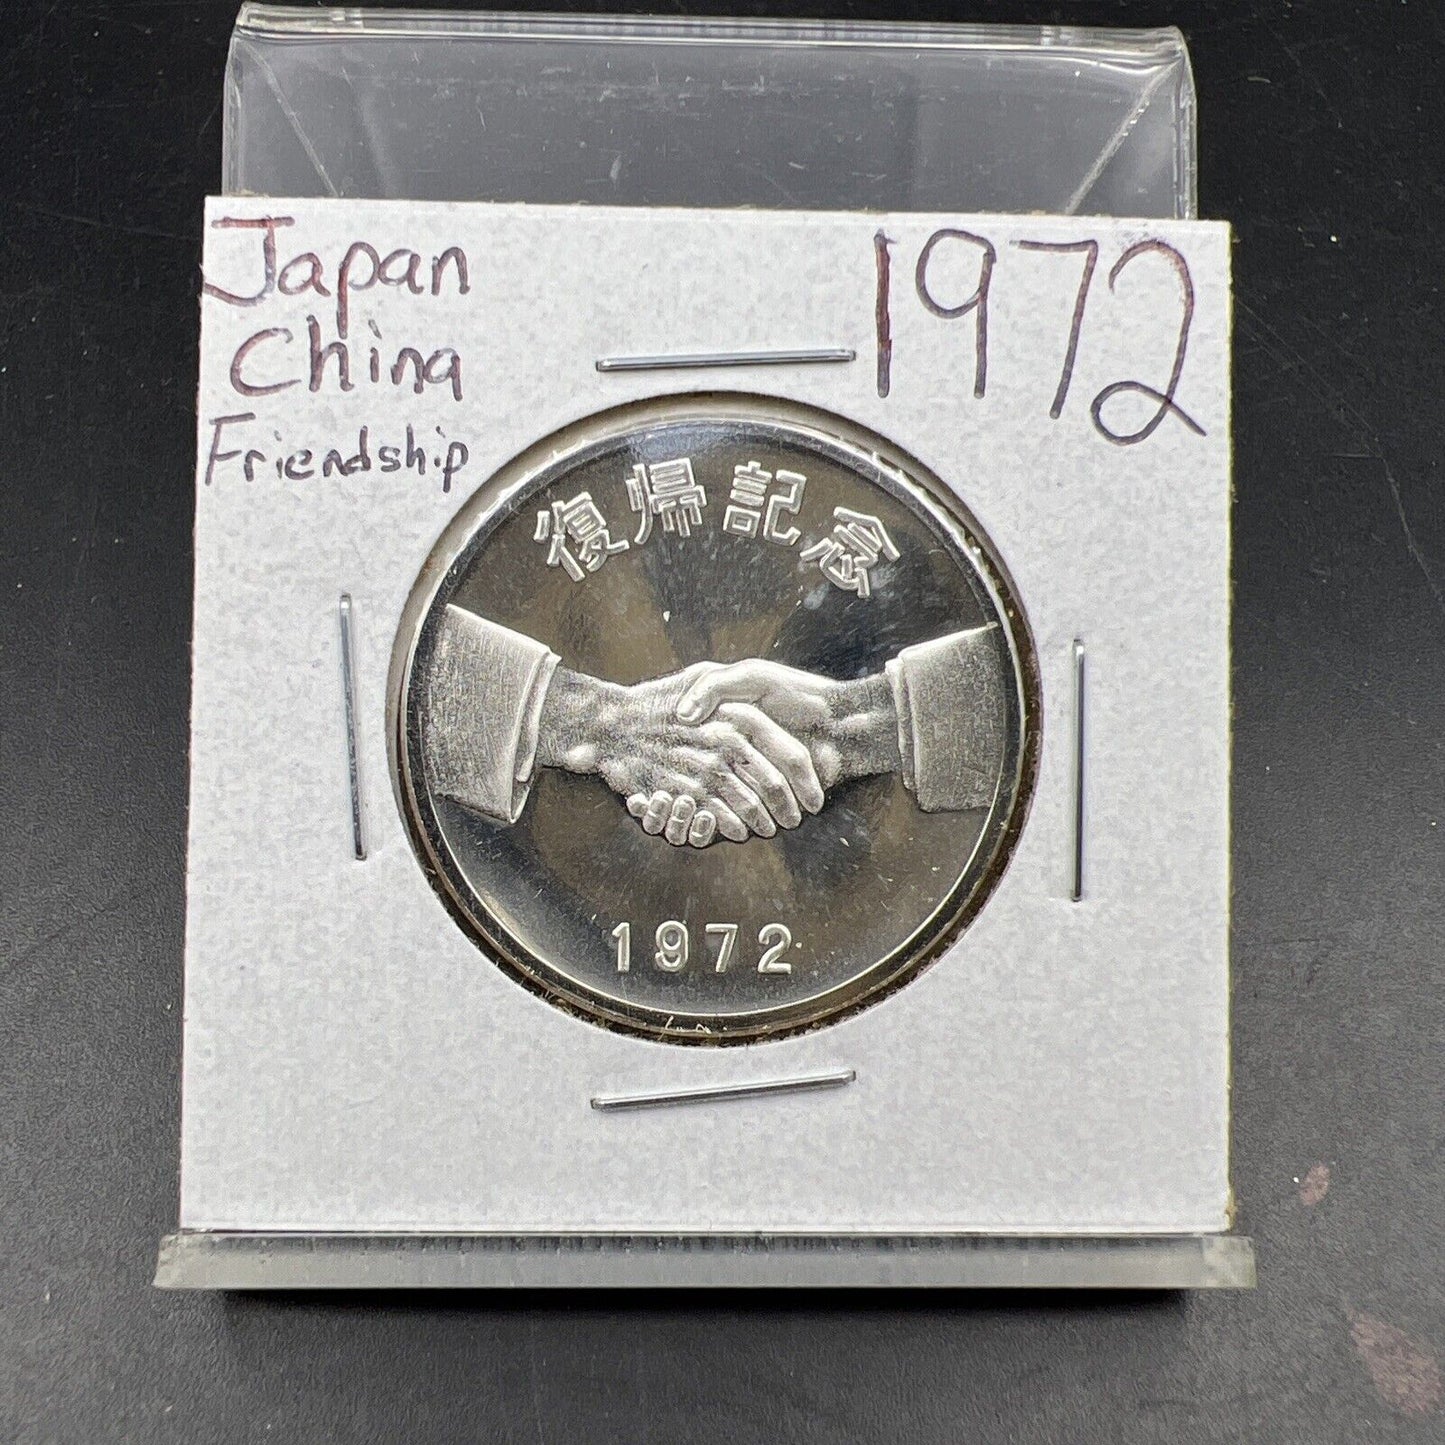 Japan
China
Friendship
1972
復帰記念
1972